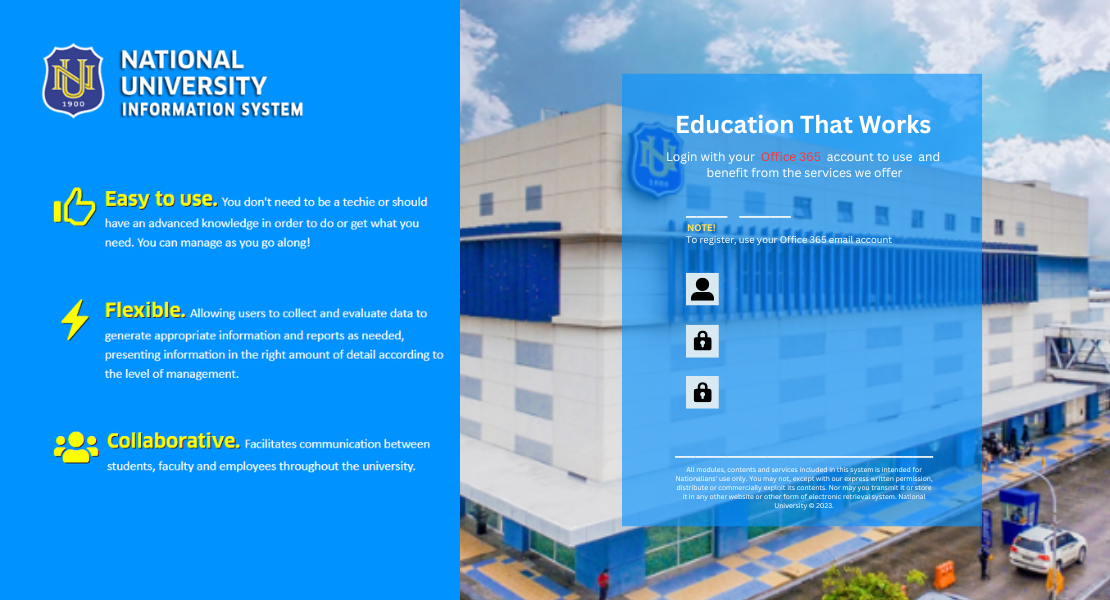 NATIONAL
UNIVERSITY
INFORMATION SYSTEM
1900
Easy to use. You don't need to be a techie or should
have an advanced knowledge in order to do or get what you
need. You can manage as you go along!
Flexible. Allowing users to collect and evaluate data to
generate appropriate information and reports as needed,
presenting information in the right amount of detail according to
the level of management.
Collaborative. Facilitates communication between
students, faculty and employees throughout the university.
Education That Works
Login with your Office 365 account to use and
benefit from the services we offer
NOTE!
To register, use your Office 365 email account
All modules, contents and services included in this system is intended for
Nationalians' use only. You may not, except with our express written permission,
distribute or commercially exploit its contents. Nor may you transmit it or store
it in any other website or other form of electronic retrieval system. National
University © 2023.